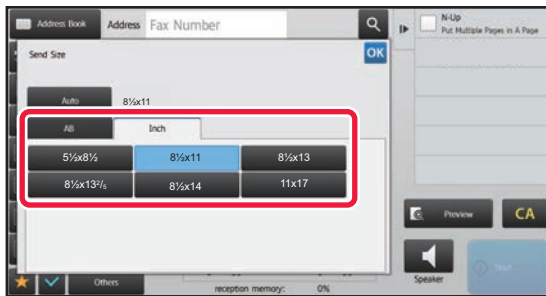 Address Book
Address
Fax Number
N-Up
Put Multiple Pages in A Page
Send Size
OK
Auto
8½x11
AB
Inch
5½x8½
8½x11
8½x13
8½x13²/₅
8½x14
11x17
Preview
CA
Start
Others
reception memory:
0%
Speaker